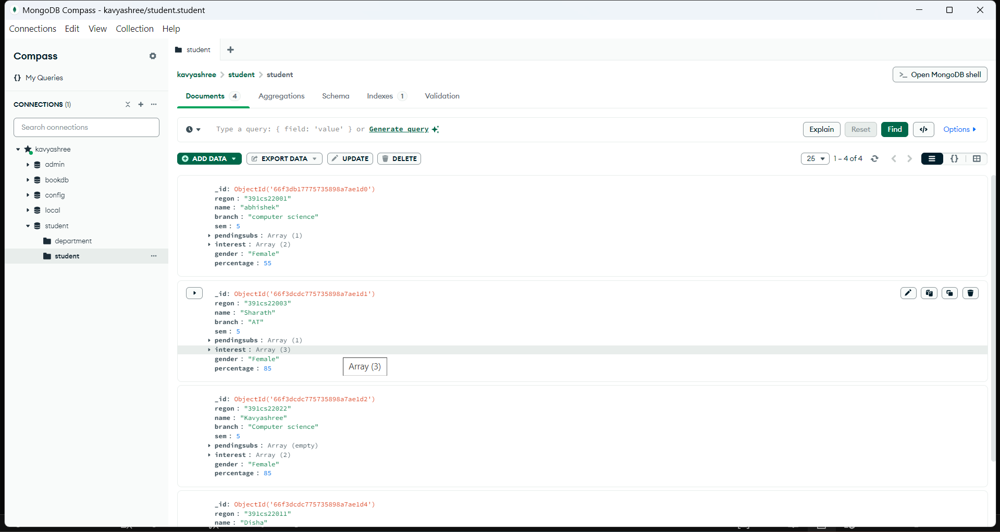 MongoDB Compass - kavyashree/student.student
Connections Edit View Collection Help
Compass
{} My Queries
CONNECTIONS (1)
Search connections
kavyashree
admin
bookdb
config
local
student
department
student
student
kavyashree > student > student
>_ Open MongoDB shell
Documents 4 Aggregations Schema Indexes 1 Validation
Type a query: { field: 'value' } or Generate query
Explain Reset Find </> Options
ADD DATA EXPORT DATA UPDATE DELETE
25 1 – 4 of 4 {}
_id: ObjectId('66f3db17775735898a7ae1d0')
regon : "391cs22001"
name : "abhishek"
branch : "computer science"
sem : 5
pendingsubs : Array (1)
interest : Array (2)
gender : "Female"
percentage : 55
_id: ObjectId('66f3dcdc775735898a7ae1d1')
regon : "391cs22003"
name : "Sharath"
branch : "AT"
sem : 5
pendingsubs : Array (1)
interest : Array (3)
gender : "Female"
percentage : 85
Array (3)
_id: ObjectId('66f3dcdc775735898a7ae1d2')
regon : "391cs22022"
name : "Kavyashree"
branch : "Computer science"
sem : 5
pendingsubs : Array (empty)
interest : Array (2)
gender : "Female"
percentage : 85
_id: ObjectId('66f3dcdc775735898a7ae1d4')
regon : "391cs22011"
name : "Disha"